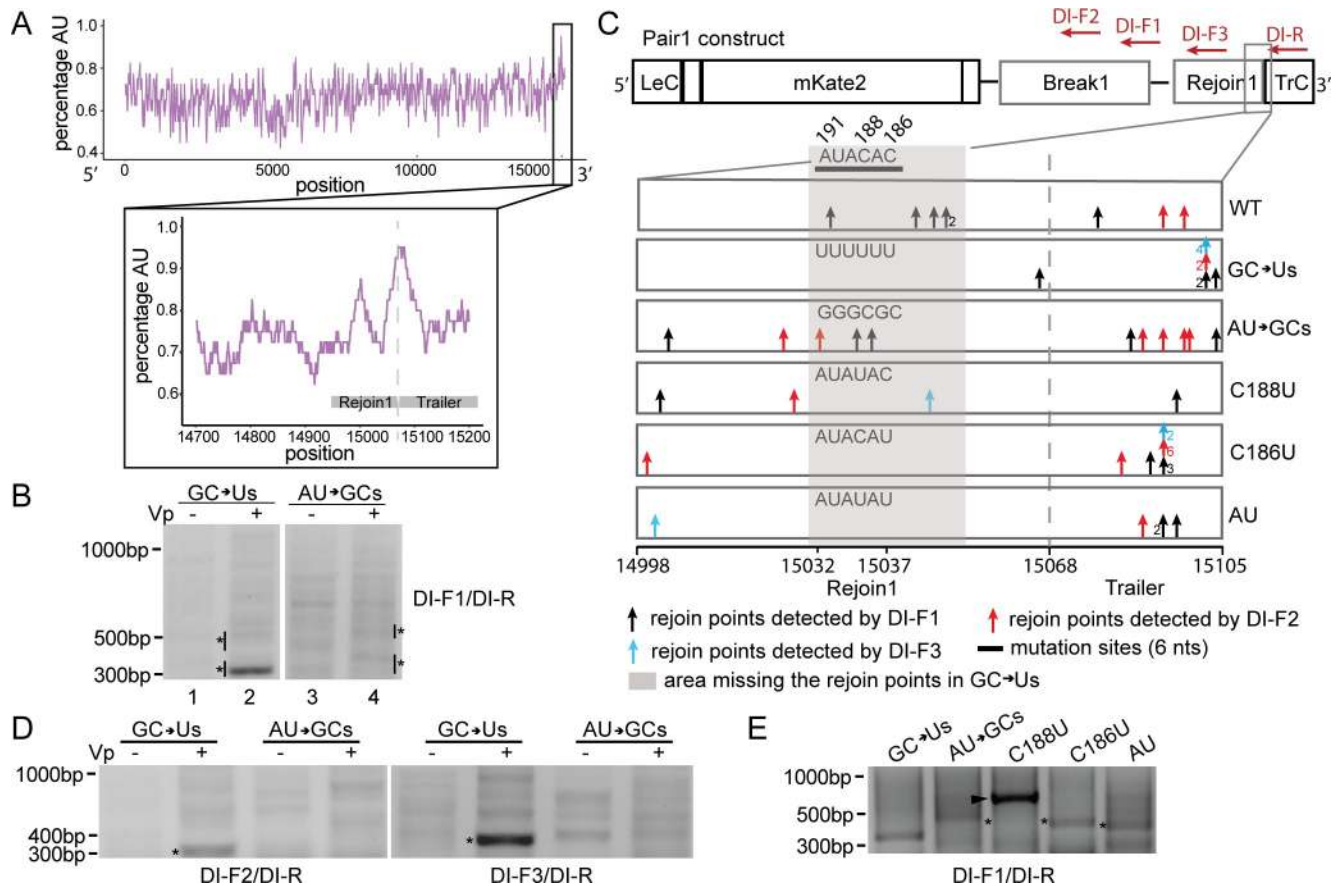 A
percentage AU
1.0
0.8
0.6
0.4
0 5000 10000 15000
5′ position 3′
percentage AU
1.0
0.9
0.8
0.7
0.6
Rejoin1 Trailer
14700 14800 14900 15000 15100 15200
position
B
GC→Us AU→GCs
Vp - + - +
1000bp
500bp
300bp
*
*
*
*
DI-F1/DI-R
1 2 3 4
C
Pair1 construct
DI-F2
DI-F1
DI-F3
DI-R
5′ LeC mKate2 Break1 Rejoin1 TrC 3′
191 188 186
AUACAC
2
WT
UUUUUU
4
2
2
GC→Us
GGGCGC
AU→GCs
AUAUAC
C188U
AUACAU
2
6
3
C186U
AUAUAU
2
AU
14998 15032 15037 15068 15105
Rejoin1 Trailer
rejoin points detected by DI-F1
rejoin points detected by DI-F2
rejoin points detected by DI-F3
mutation sites (6 nts)
area missing the rejoin points in GC→Us
D
GC→Us AU→GCs GC→Us AU→GCs
Vp - + - + - + - +
1000bp
400bp
300bp
*
*
DI-F2/DI-R DI-F3/DI-R
E
GC→Us AU→GCs C188U C186U AU
1000bp
500bp
300bp
* * *
DI-F1/DI-R